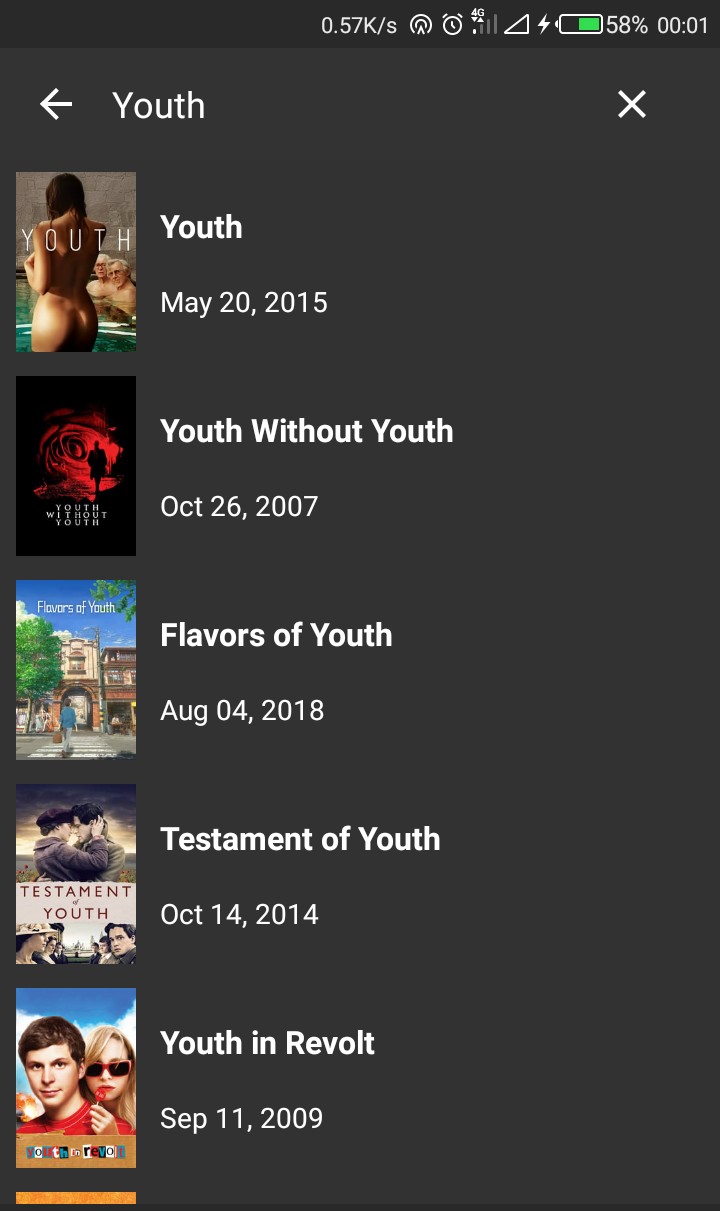 0.57K/s 4G 58% 00:01
Youth
YOUTH
Youth
May 20, 2015
YOUTH
WITHOUT
YOUTH
Youth Without Youth
Oct 26, 2007
Flavors of Youth
Flavors of Youth
Aug 04, 2018
TESTAMENT
of
YOUTH
Testament of Youth
Oct 14, 2014
youth in revolt
Youth in Revolt
Sep 11, 2009